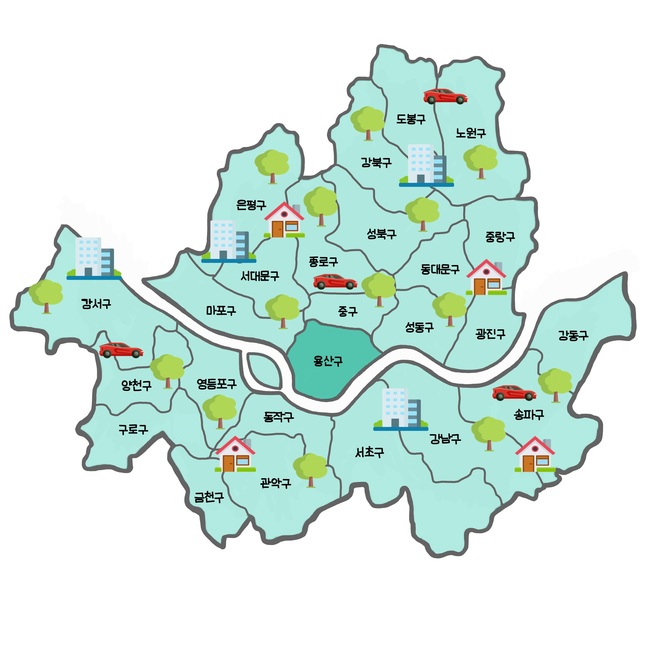 도봉구
노원구
강북구
은평구
성북구
중랑구
종로구
동대문구
서대문구
강서구
마포구
중구
성동구
광진구
강동구
용산구
양천구
영등포구
동작구
송파구
구로구
서초구
강남구
관악구
금천구